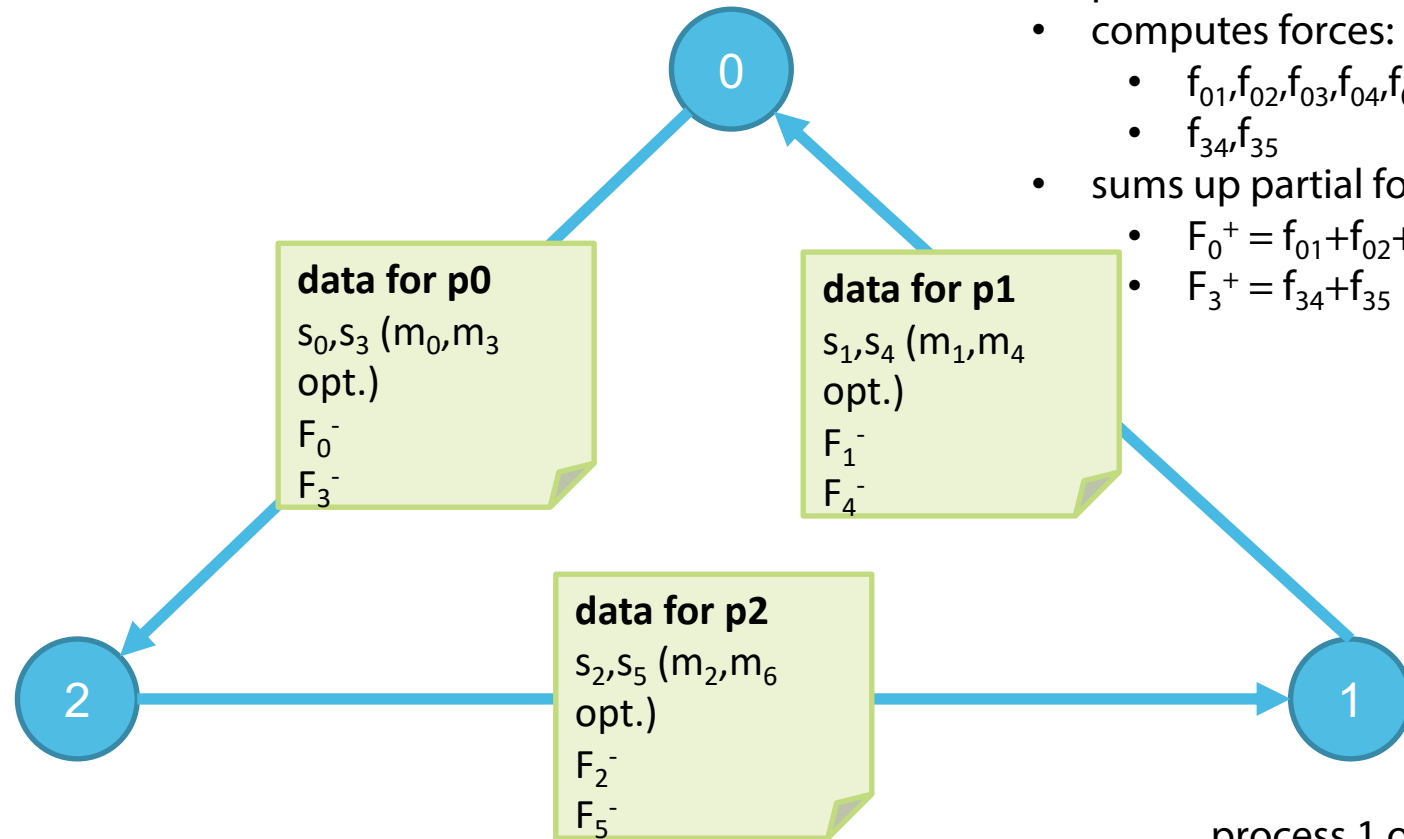 0
• computes forces:
• f₀₁,f₀₂,f₀₃,f₀₄,f
• f₃₄,f₃₅
• sums up partial fo
• F₀⁺ = f₀₁+f₀₂+
• F₃⁺ = f₃₄+f₃₅
data for p0
s₀,s₃ (m₀,m₃
opt.)
F₀⁻
F₃⁻
data for p1
s₁,s₄ (m₁,m₄
opt.)
F₁⁻
F₄⁻
data for p2
s₂,s₅ (m₂,m₆
opt.)
F₂⁻
F₅⁻
2
1
process 1 o